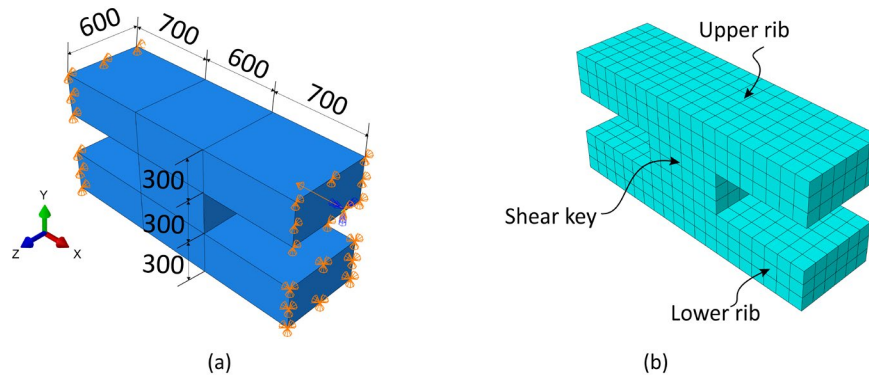 600
700
600
700
300
300
300
Y
Z
X
(a)
Upper rib
Shear key
Lower rib
(b)